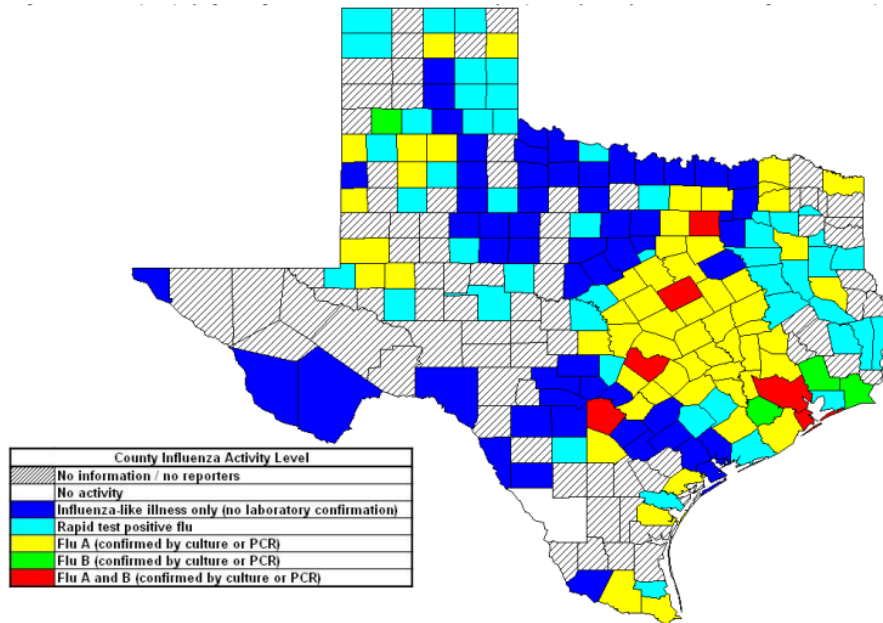 County Influenza Activity Level
No information / no reporters
No activity
Influenza-like illness only (no laboratory confirmation)
Rapid test positive flu
Flu A (confirmed by culture or PCR)
Flu B (confirmed by culture or PCR)
Flu A and B (confirmed by culture or PCR)